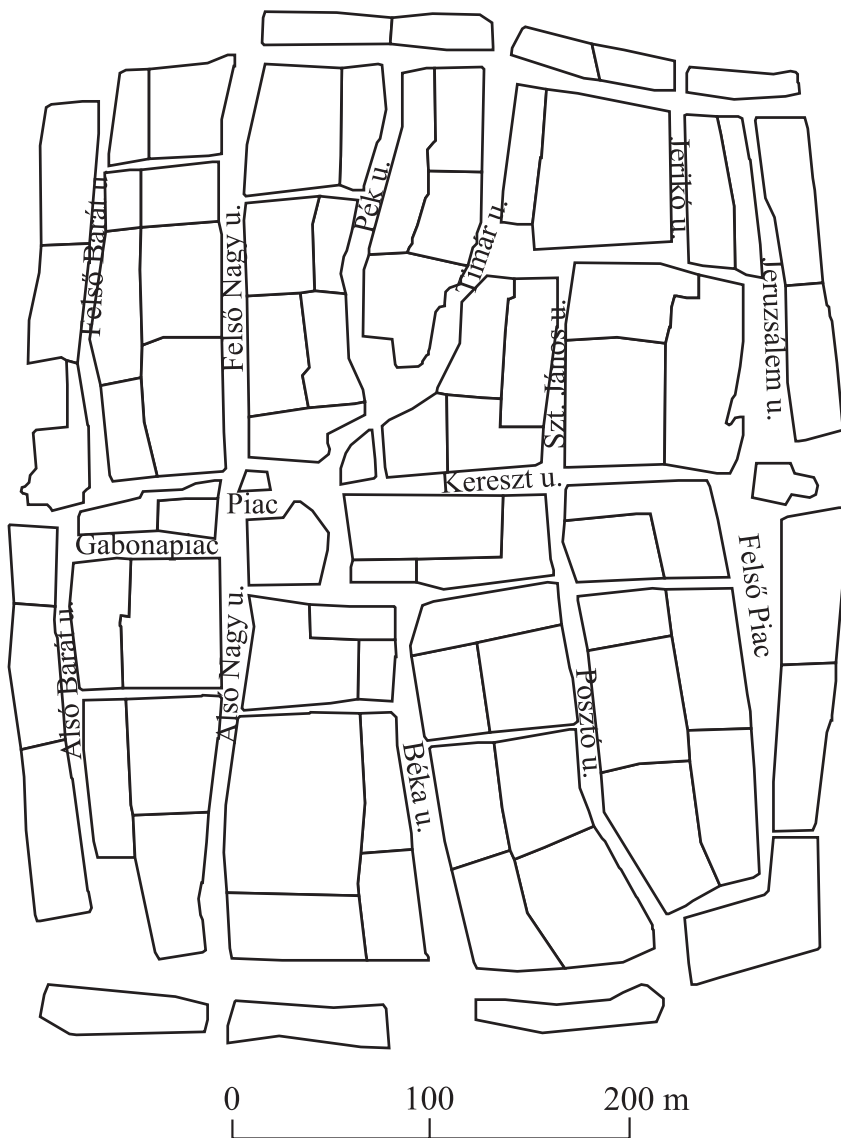 Felső Barát u.
Felső Nagy u.
Pék u.
Tímár u.
Jerikó u.
Jeruzsálem u.
Szt. János u.
Kereszt u.
Piac
Gabonapiac
Felső Piac
Alsó Barát u.
Alsó Nagy u.
Béka u.
Posztó u.
0 100 200 m